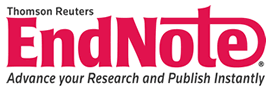 Thomson Reuters
EndNote®
Advance your Research and Publish Instantly